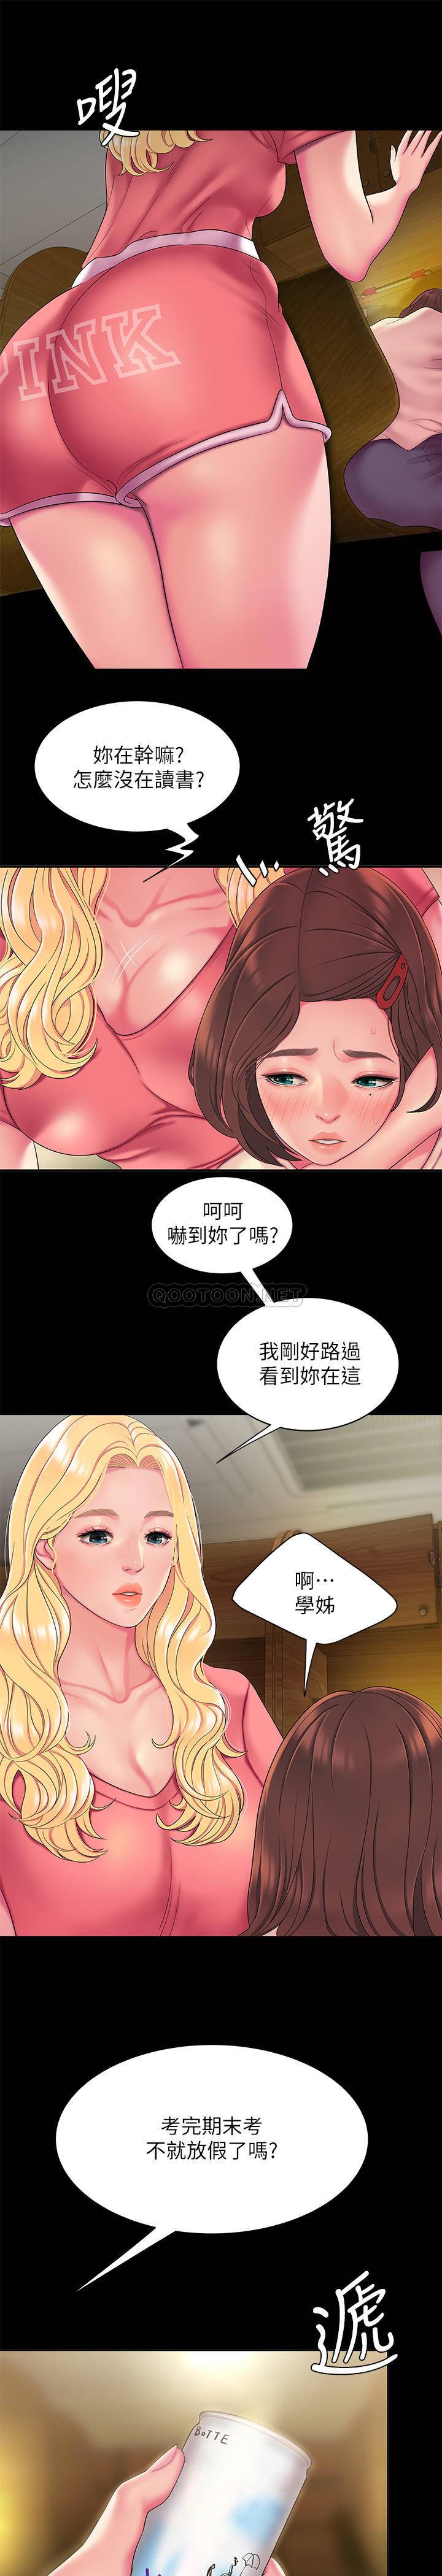 嗖
PINK
妳在幹嘛?
怎麼沒在讀書?
驚
呵呵
嚇到妳了嗎?
QOOTOON.NET
我剛好路過
看到妳在這
啊…
學姊
考完期末考
不就放假了嗎?
遞
BOTTE